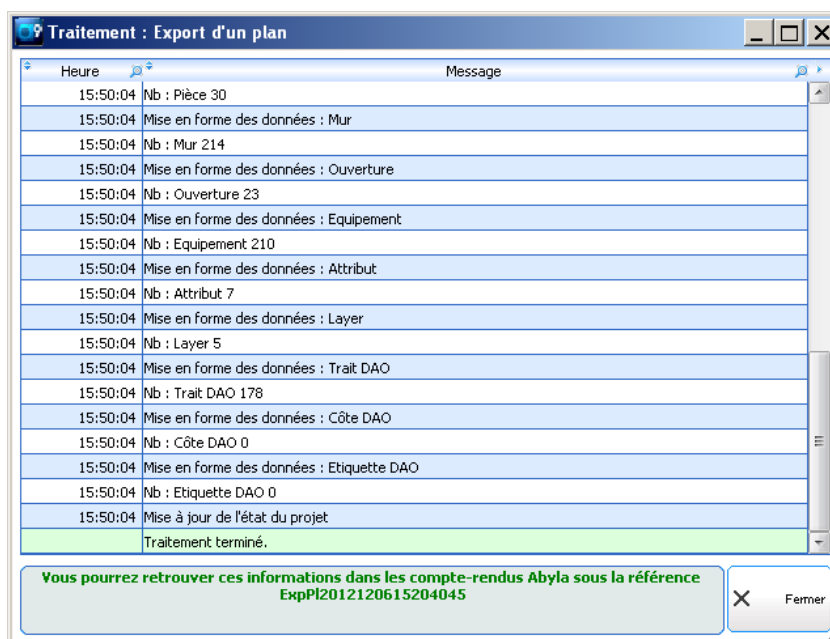 Traitement : Export d'un plan
Heure Message
15:50:04 Nb : Pièce 30
15:50:04 Mise en forme des données : Mur
15:50:04 Nb : Mur 214
15:50:04 Mise en forme des données : Ouverture
15:50:04 Nb : Ouverture 23
15:50:04 Mise en forme des données : Equipement
15:50:04 Nb : Equipement 210
15:50:04 Mise en forme des données : Attribut
15:50:04 Nb : Attribut 7
15:50:04 Mise en forme des données : Layer
15:50:04 Nb : Layer 5
15:50:04 Mise en forme des données : Trait DAO
15:50:04 Nb : Trait DAO 178
15:50:04 Mise en forme des données : Côte DAO
15:50:04 Nb : Côte DAO 0
15:50:04 Mise en forme des données : Etiquette DAO
15:50:04 Nb : Etiquette DAO 0
15:50:04 Mise à jour de l'état du projet
Traitement terminé.
Vous pourrez retrouver ces informations dans les compte-rendus Abyla sous la référence
ExpPl2012120615204045
Fermer